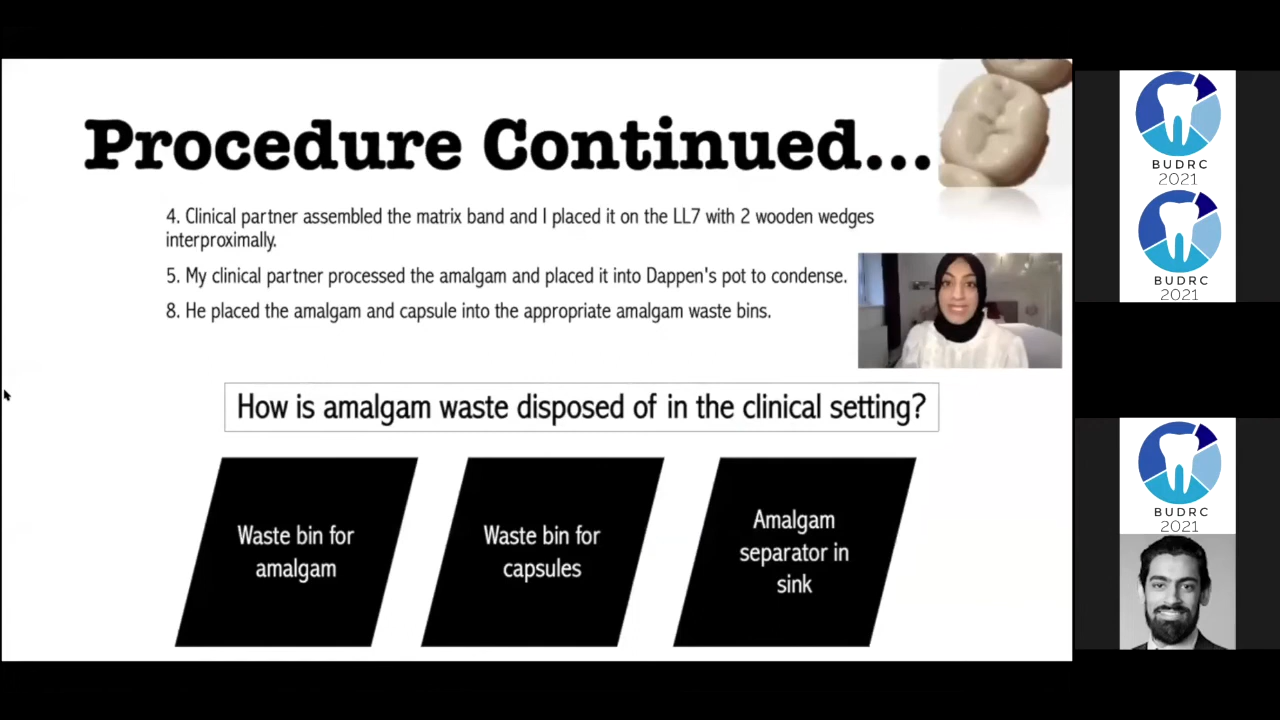 Procedure Continued...
4. Clinical partner assembled the matrix band and I placed it on the LL7 with 2 wooden wedges
interproximally.
5. My clinical partner processed the amalgam and placed it into Dappen's pot to condense.
8. He placed the amalgam and capsule into the appropriate amalgam waste bins.
How is amalgam waste disposed of in the clinical setting?
Waste bin for
amalgam
Waste bin for
capsules
Amalgam
separator in
sink
BUDRC
2021
BUDRC
2021
BUDRC
2021